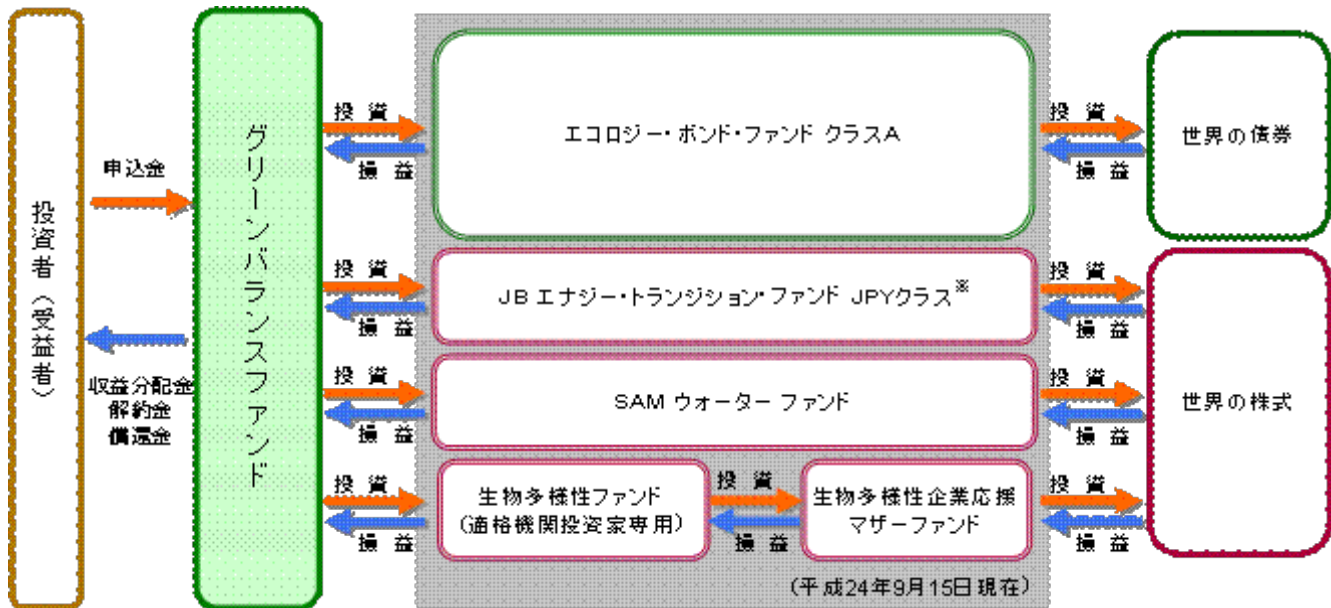 投資者（受益者）
申込金
収益分配金
解約金
償還金
グリーンバランスファンド
投資
損益
エコロジー・ボンド・ファンド クラスA
投資
損益
世界の債券
投資
損益
JB エナジー・トランジション・ファンド JPYクラス※
投資
損益
投資
損益
SAM ウォーター ファンド
投資
損益
世界の株式
投資
損益
生物多様性ファンド
（適格機関投資家専用）
投資
損益
生物多様性企業応援
マザーファンド
投資
損益
（平成24年9月15日現在）